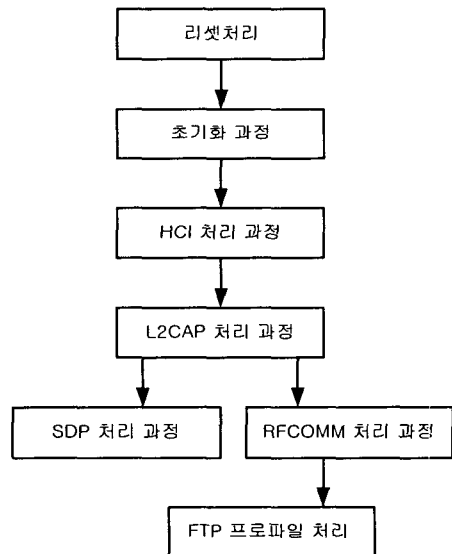 리셋처리
초기화 과정
HCI 처리 과정
L2CAP 처리 과정
SDP 처리 과정
RFCOMM 처리 과정
FTP 프로파일 처리